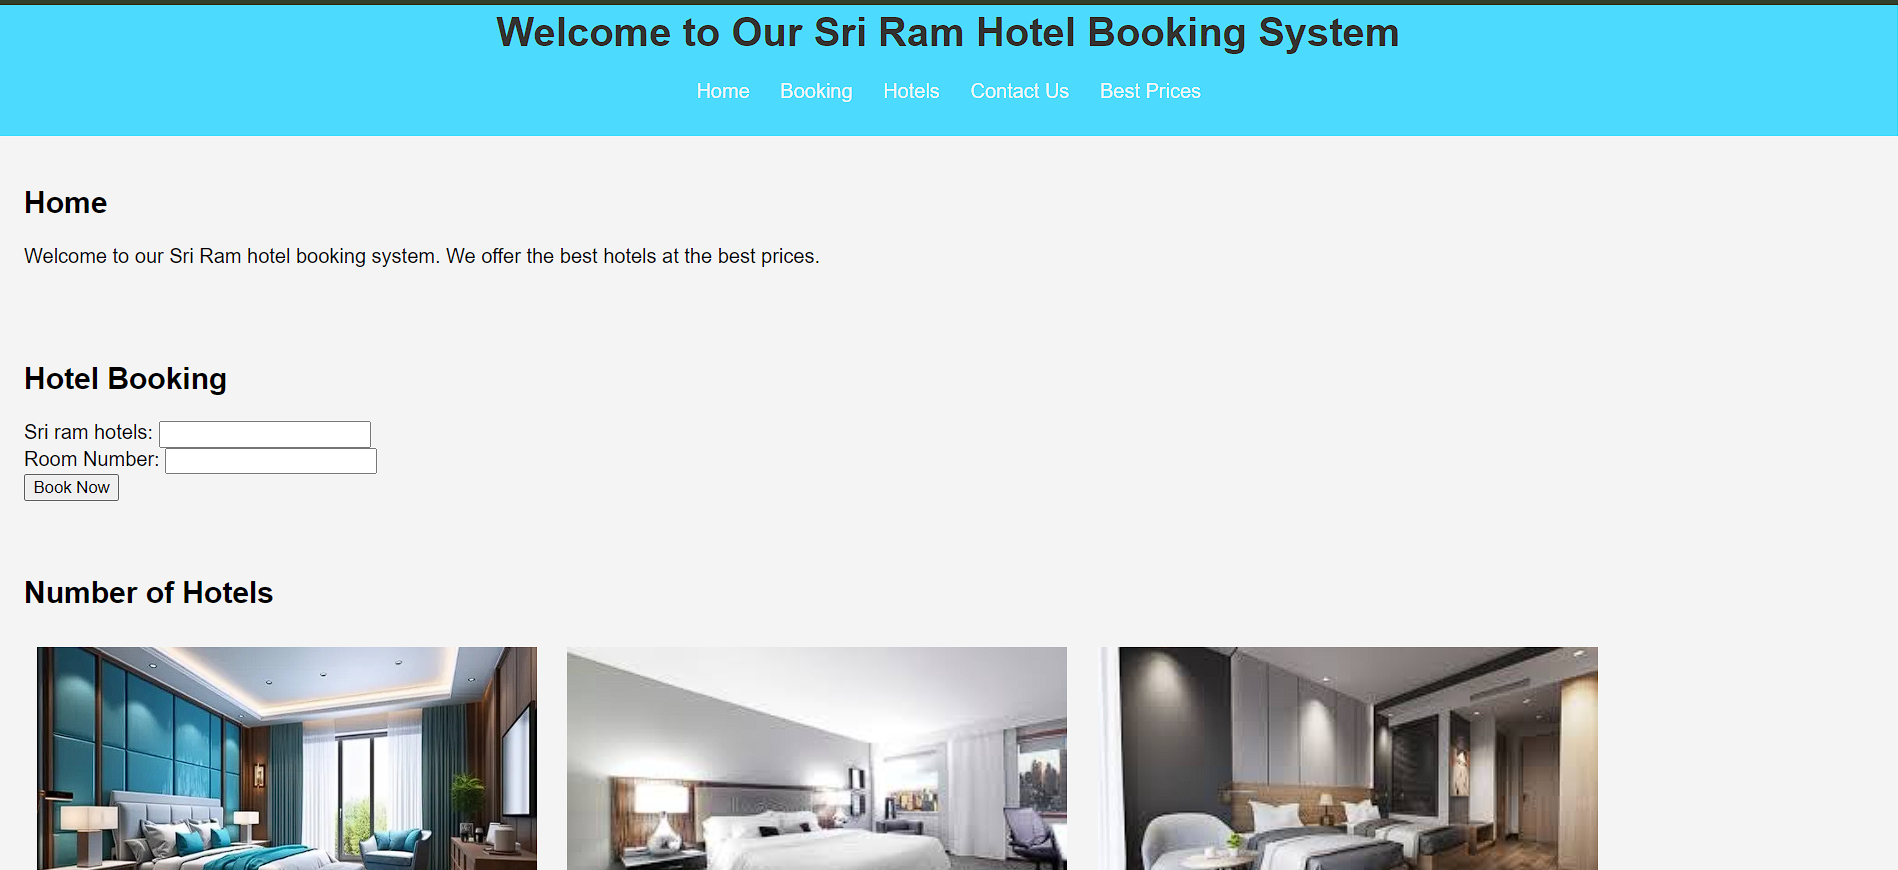 Welcome to Our Sri Ram Hotel Booking System
Home Booking Hotels Contact Us Best Prices
Home
Welcome to our Sri Ram hotel booking system. We offer the best hotels at the best prices.
Hotel Booking
Sri ram hotels:
Room Number:
Book Now
Number of Hotels